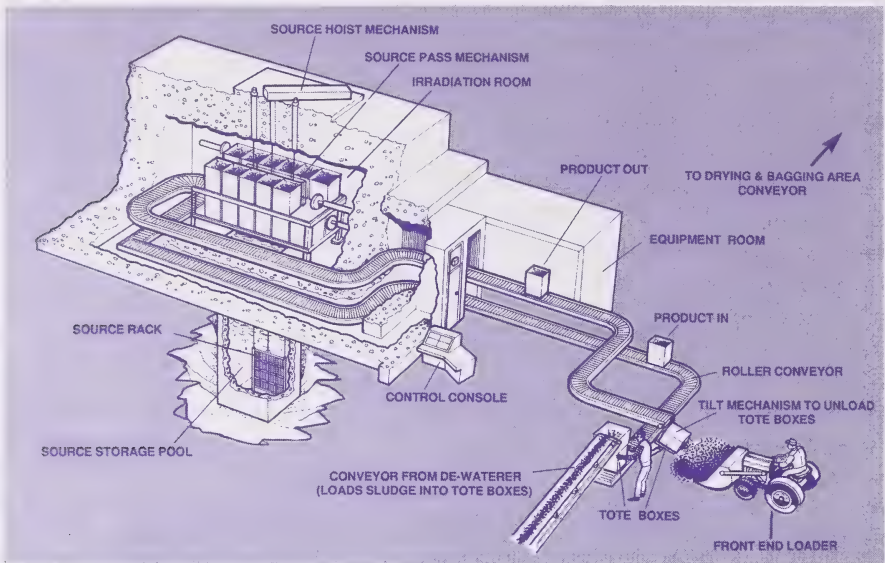 SOURCE HOIST MECHANISM
SOURCE PASS MECHANISM
IRRADIATION ROOM
PRODUCT OUT
TO DRYING & BAGGING AREA
CONVEYOR
EQUIPMENT ROOM
SOURCE RACK
PRODUCT IN
ROLLER CONVEYOR
CONTROL CONSOLE
TILT MECHANISM TO UNLOAD
TOTE BOXES
SOURCE STORAGE POOL
CONVEYOR FROM DE-WATERER
(LOADS SLUDGE INTO TOTE BOXES)
TOTE BOXES
FRONT END LOADER